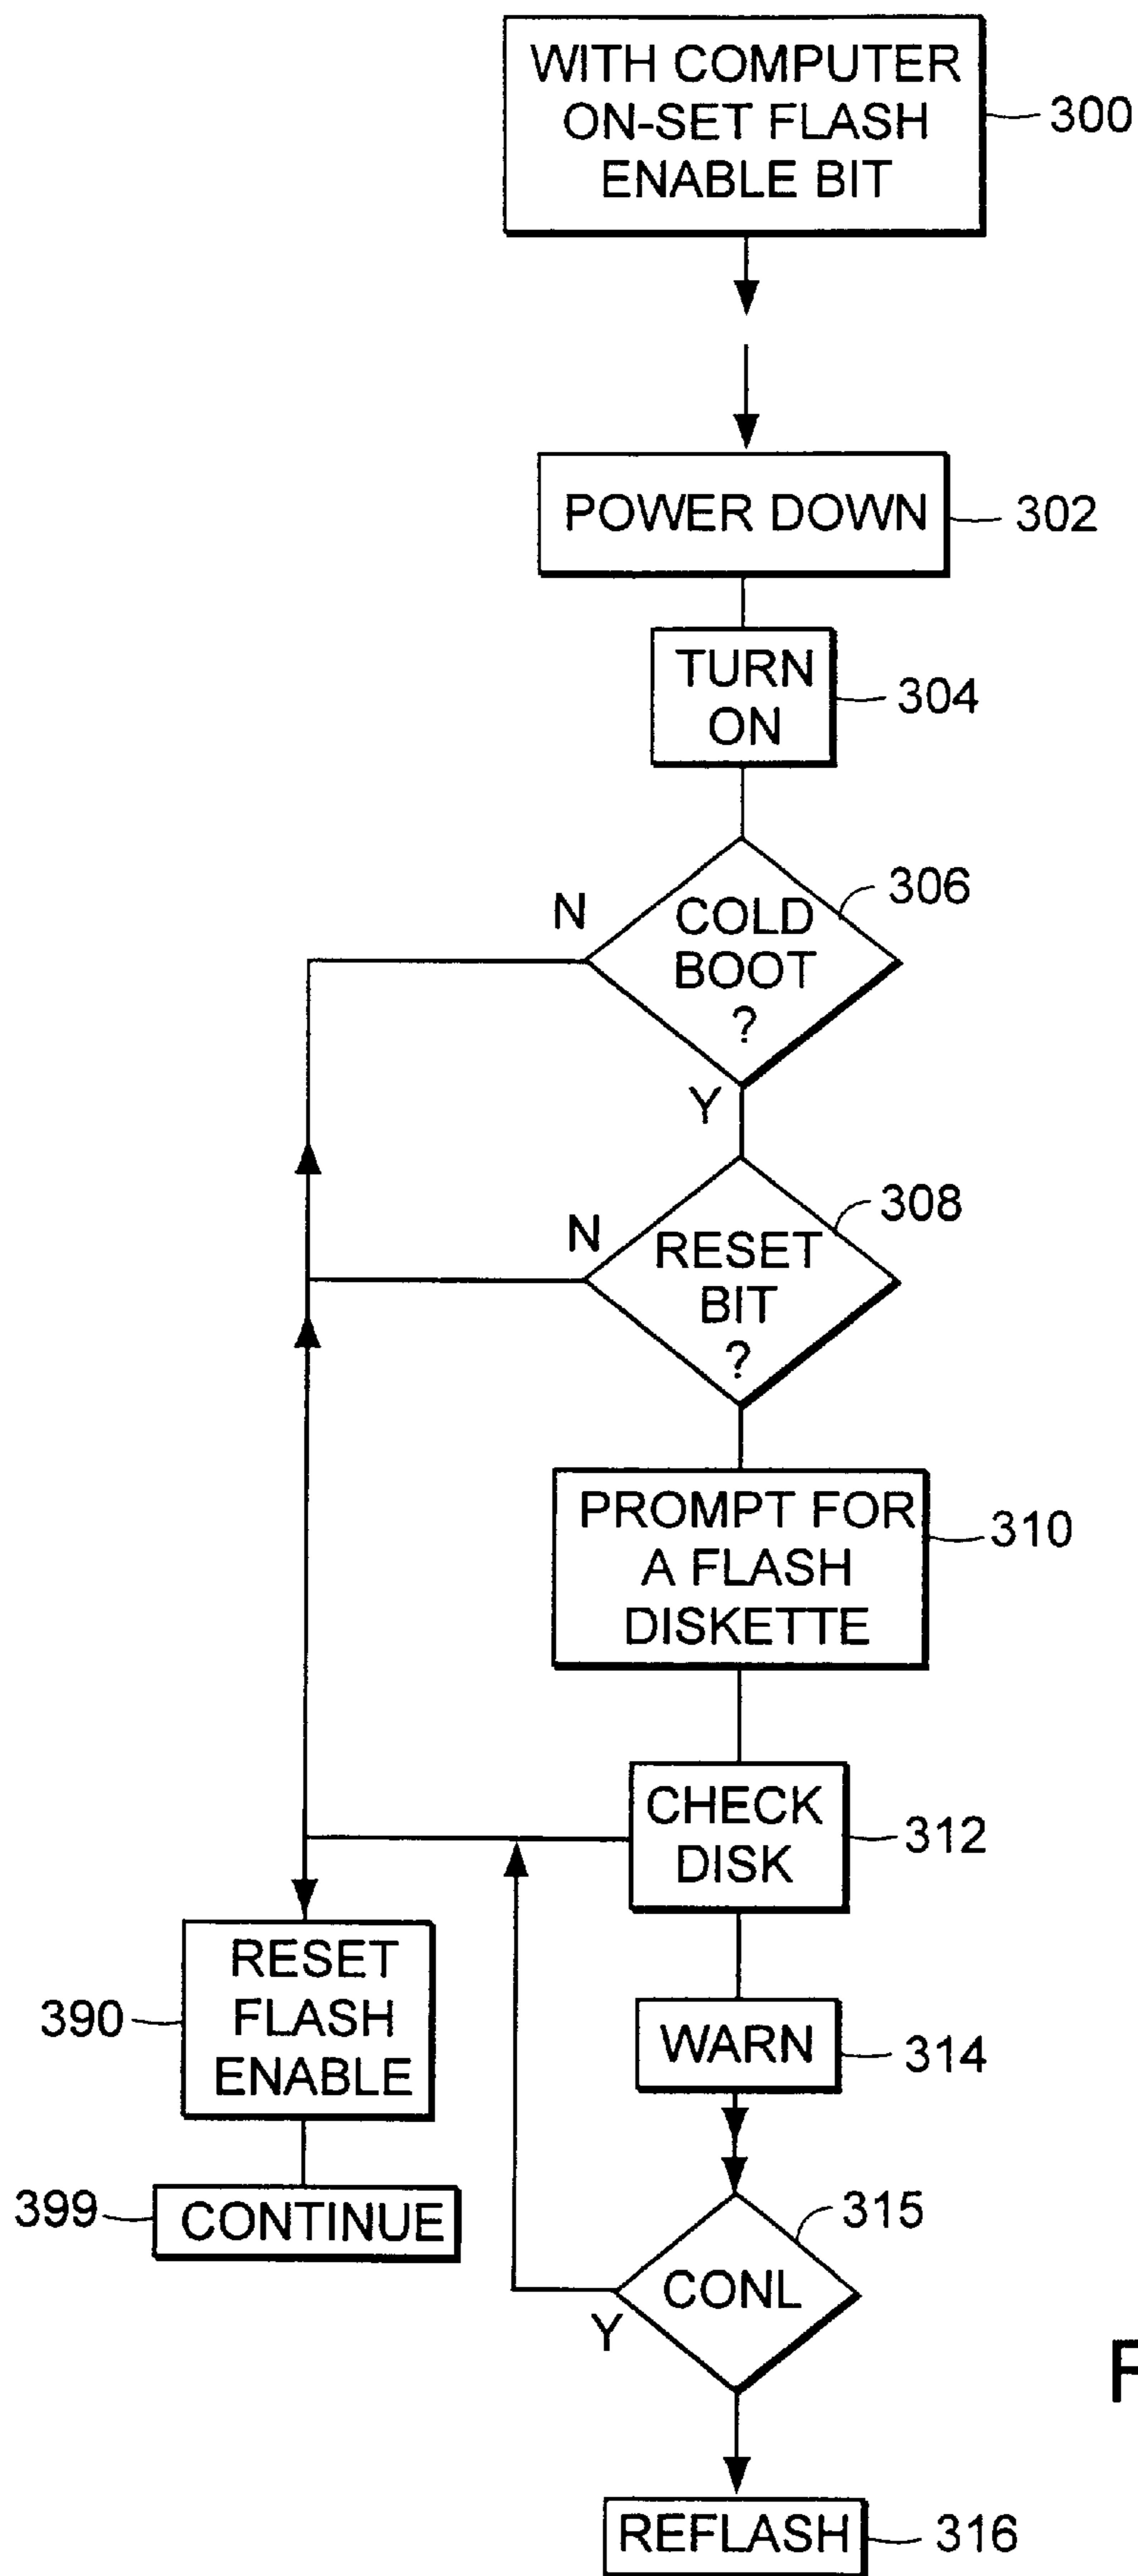 WITH COMPUTER
ON-SET FLASH
ENABLE BIT
300
POWER DOWN
302
TURN
ON
304
N
COLD
BOOT
?
306
Y
N
RESET
BIT
?
308
PROMPT FOR
A FLASH
DISKETTE
310
CHECK
DISK
312
RESET
FLASH
ENABLE
390
WARN
314
399
CONTINUE
315
CONL
Y
REFLASH
316